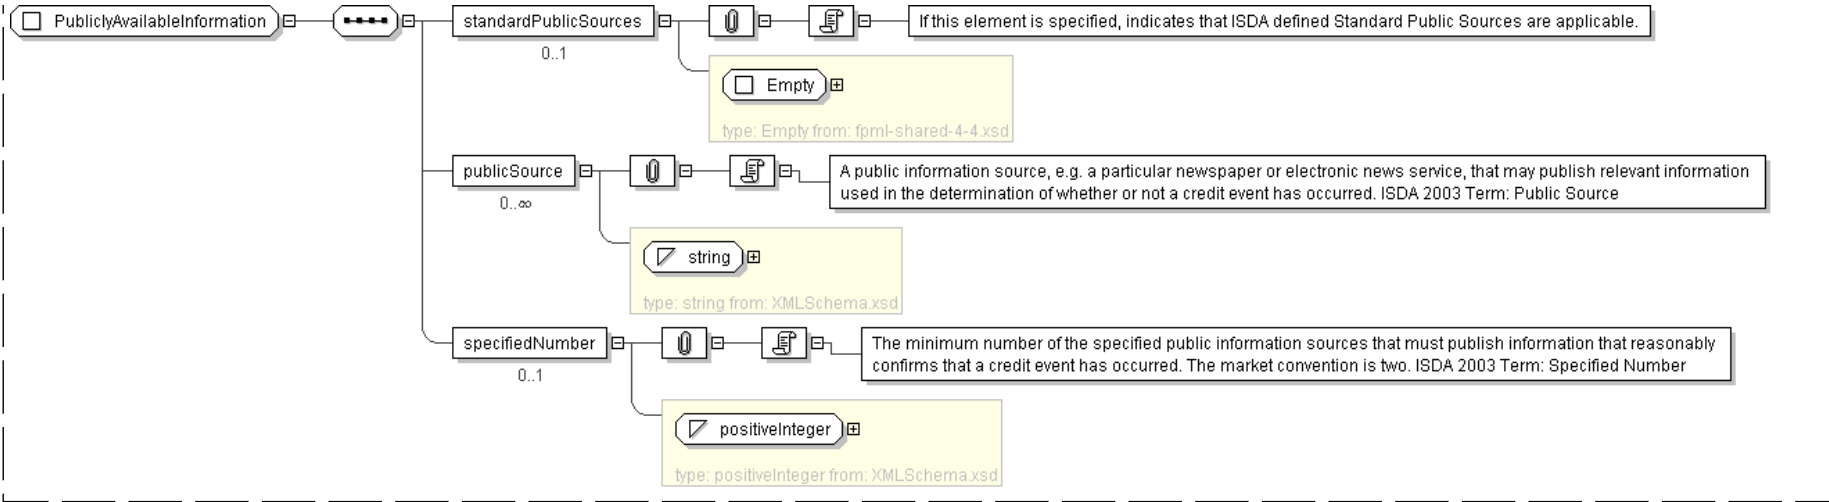 PubliclyAvailableInformation
standardPublicSources
If this element is specified, indicates that ISDA defined Standard Public Sources are applicable.
0..1
Empty
type: Empty from: fpml-shared-4-4.xsd
publicSource
A public information source, e.g. a particular newspaper or electronic news service, that may publish relevant information
used in the determination of whether or not a credit event has occurred. ISDA 2003 Term: Public Source
0..∞
string
type: string from: XMLSchema.xsd
specifiedNumber
The minimum number of the specified public information sources that must publish information that reasonably
confirms that a credit event has occurred. The market convention is two. ISDA 2003 Term: Specified Number
0..1
positiveInteger
type: positiveInteger from: XMLSchema.xsd